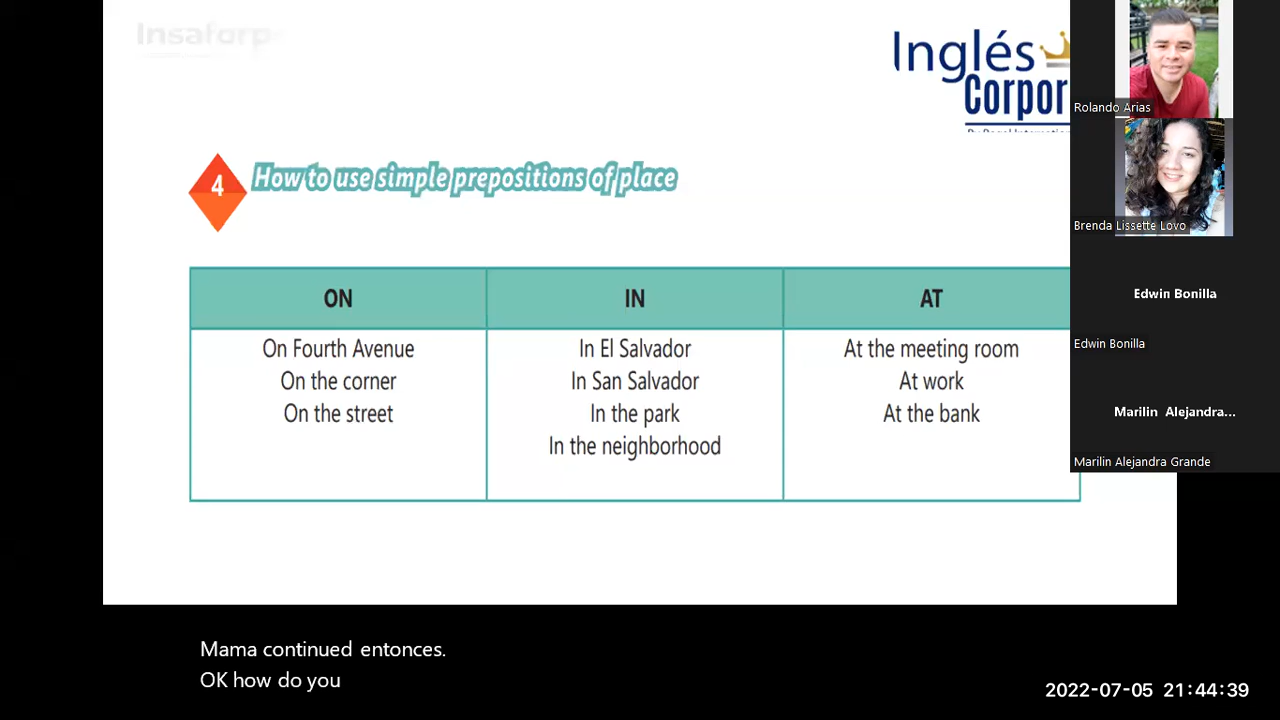 Insaforp
Inglés
Corpor
4
How to use simple prepositions of place
ON
IN
AT
On Fourth Avenue
On the corner
On the street
In El Salvador
In San Salvador
In the park
In the neighborhood
At the meeting room
At work
At the bank
Rolando Arias
Brenda Lissette Lovo
Edwin Bonilla
Edwin Bonilla
Marilin Alejandra...
Marilin Alejandra Grande
Mama continued entonces.
OK how do you
2022-07-05 21:44:39